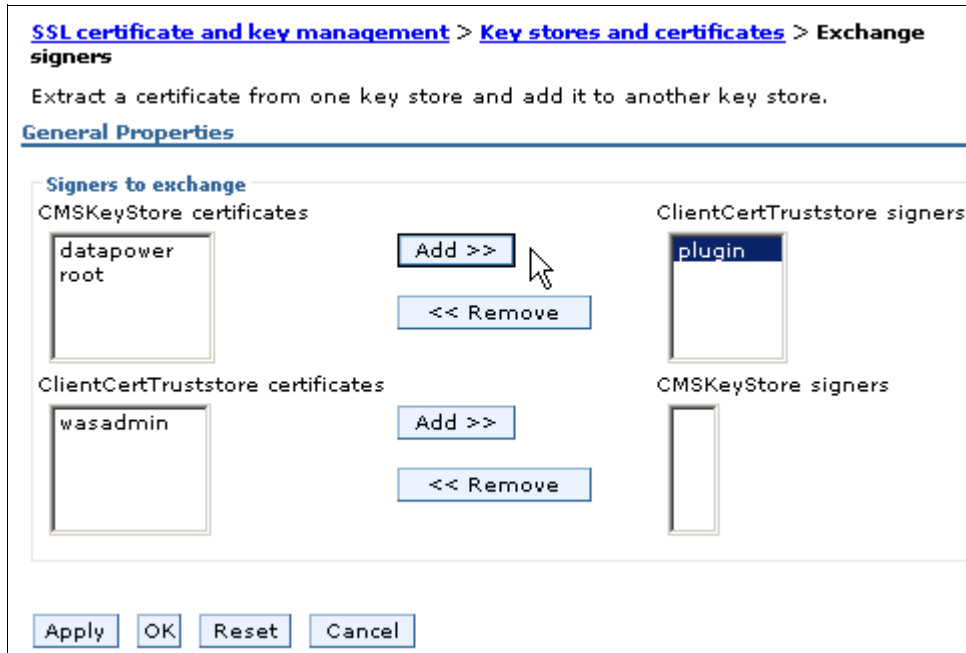 SSL certificate and key management > Key stores and certificates > Exchange
signers
Extract a certificate from one key store and add it to another key store.
General Properties
Signers to exchange
CMSKeyStore certificates
datapower
root
Add >>
<< Remove
ClientCertTruststore signers
plugin
ClientCertTruststore certificates
wasadmin
Add >>
<< Remove
CMSKeyStore signers
Apply OK Reset Cancel